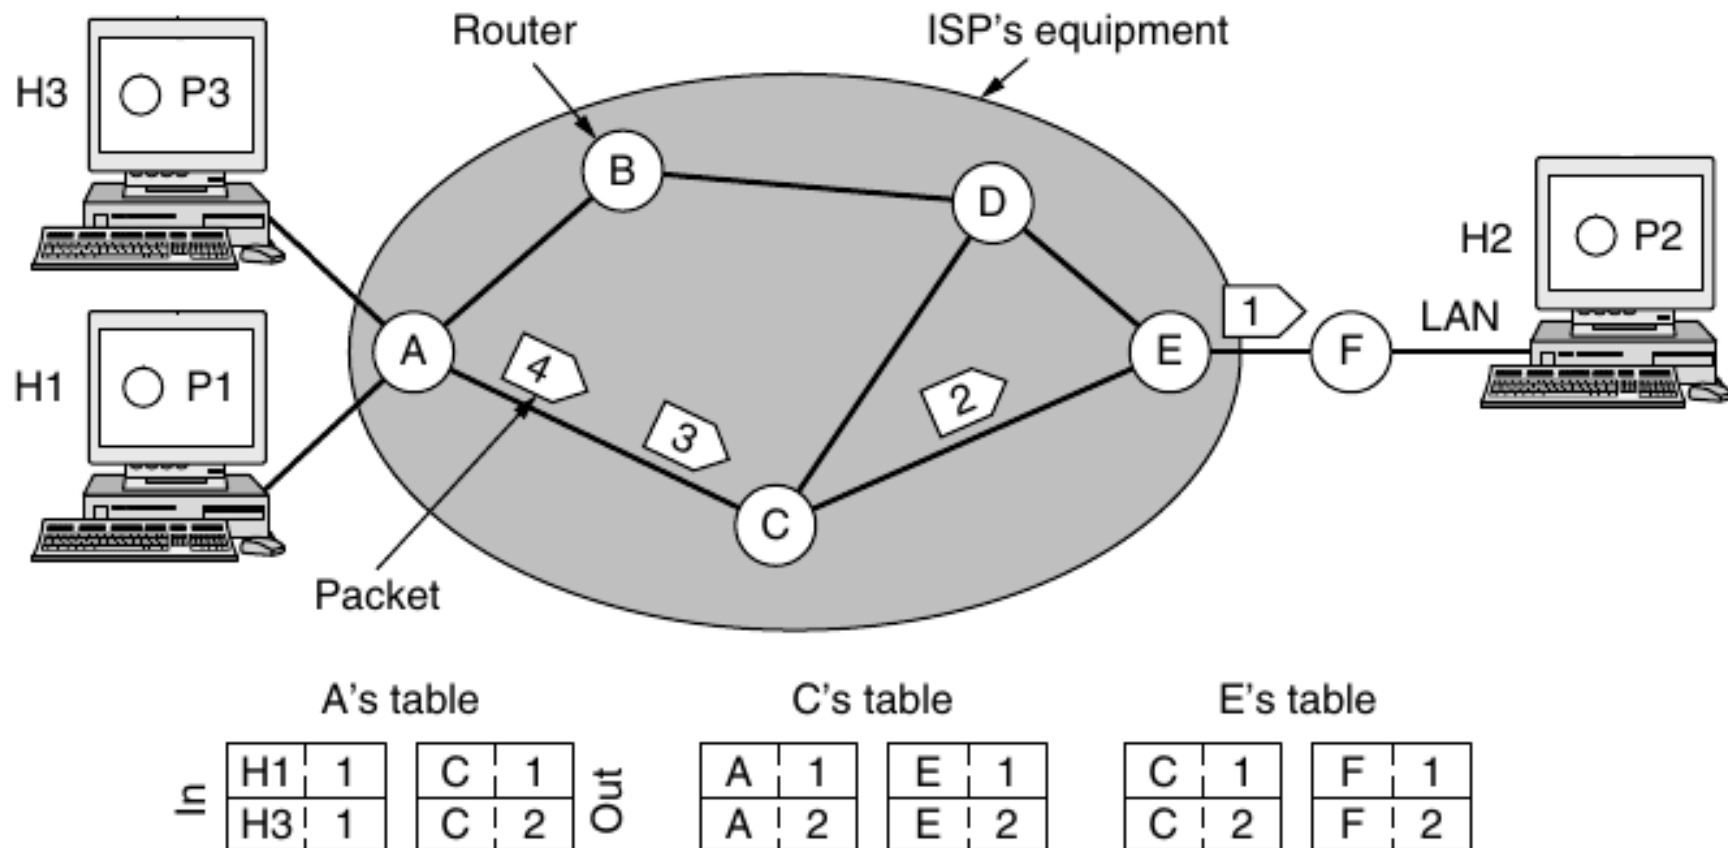 Router
ISP's equipment
H3
P3
B
D
H2
P2
1
LAN
A
4
E
F
H1
P1
2
3
C
Packet
A's table
C's table
E's table
In
H1 1
C 1
Out
A 1
E 1
C 1
F 1
H3 1
C 2
A 2
E 2
C 2
F 2